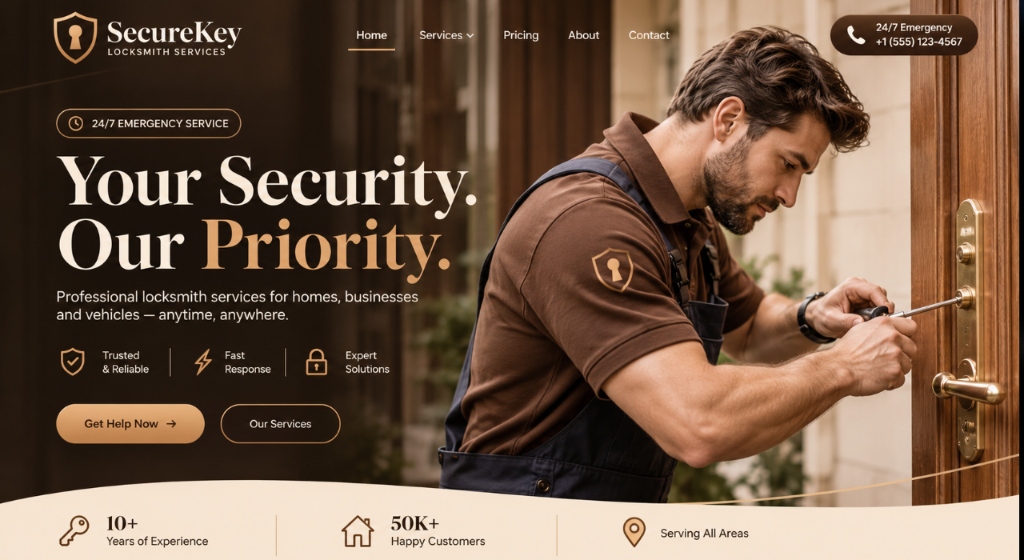 SecureKey
LOCKSMITH SERVICES
Home
Services
Pricing
About
Contact
24/7 Emergency
+1 (555) 123-4567
24/7 EMERGENCY SERVICE
Your Security.
Our Priority.
Professional locksmith services for homes, businesses
and vehicles — anytime, anywhere.
Trusted
& Reliable
Fast
Response
Expert
Solutions
Get Help Now →
Our Services
10+
Years of Experience
50K+
Happy Customers
Serving All Areas